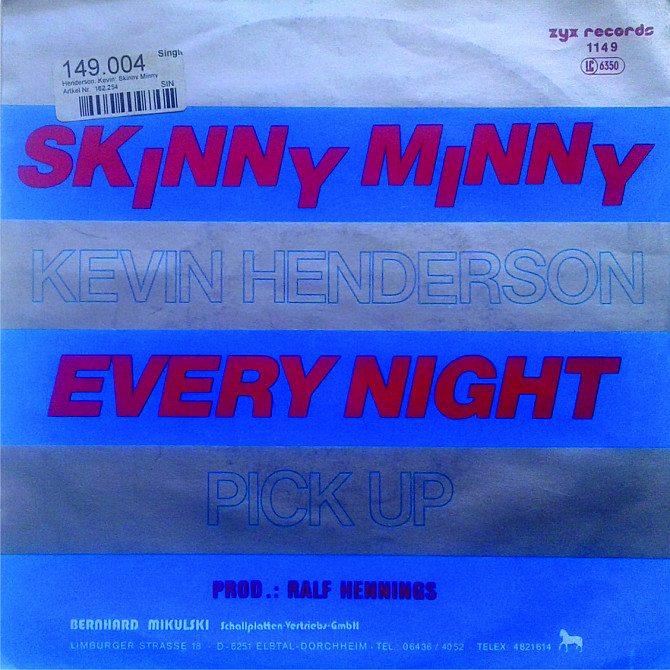 zyx records
1149
LC 6350
149.004 Single
Henderson, Kevin: Skinny Minny
Artikel Nr. 162.254 SIN
SKINNY MINNY
KEVIN HENDERSON
EVERY NIGHT
PICK UP
PROD.: RALF HENNINGS
BERNHARD MIKULSKI Schallplatten-Vertriebs-GmbH
LIMBURGER STRASSE 18 · D-6251 ELBTAL-DORCHHEIM · TEL.: 06436 / 4052 · TELEX: 4821614